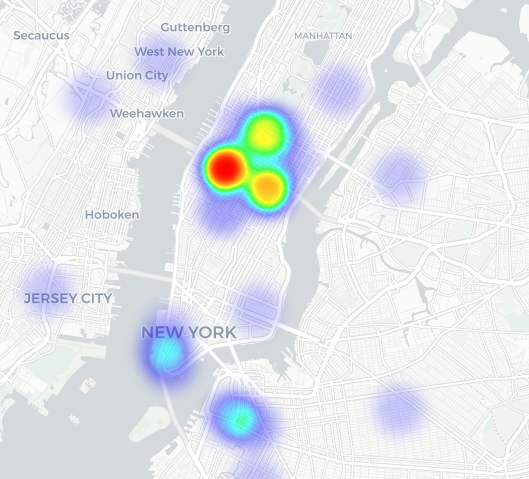 Guttenberg
Secaucus
MANHATTAN
West New York
Union City
Weehawken
Hoboken
JERSEY CITY
NEW YORK